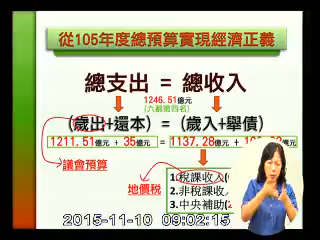 從105年度總預算實現經濟正義
總支出 = 總收入
1246.51億元
(六都第四名)
(歲出+還本) = (歲入+舉債)
1211.51億元 + 35億元 = 1137.28億元 +
議會預算
地價稅
1.稅課收入
2.非稅課收
3.中央補助(2
2015-11-10 09:02:15